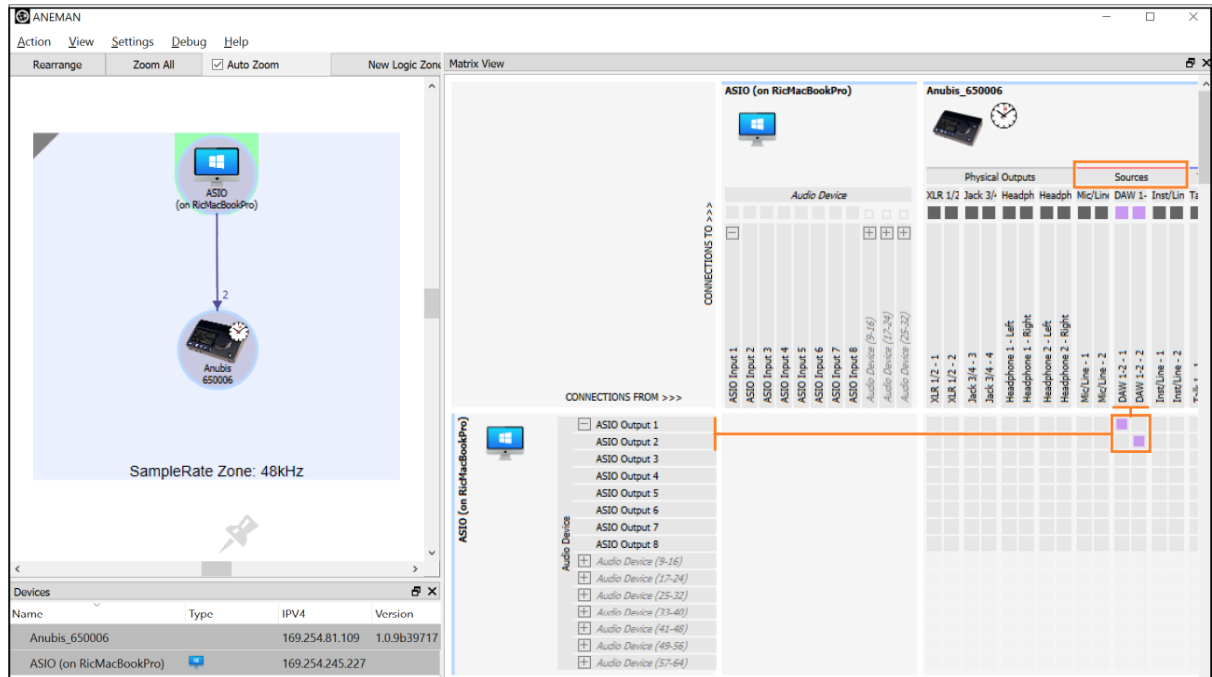 ANEMAN
Action View Settings Debug Help
Rearrange Zoom All Auto Zoom New Logic Zone
Matrix View
ASIO
(on RicMacBookPro)
2
Anubis
650006
SampleRate Zone: 48kHz
Devices
Name Type IPV4 Version
Anubis_650006 169.254.81.109 1.0.9b39717
ASIO (on RicMacBookPro) 169.254.245.227
ASIO (on RicMacBookPro)
Anubis_650006
Physical Outputs
Sources
Audio Device
XLR 1/2 Jack 3/4 Headph Headph Mic/Line DAW 1- Inst/Lin Ta
CONNECTIONS TO >>>
ASIO Input 1
ASIO Input 2
ASIO Input 3
ASIO Input 4
ASIO Input 5
ASIO Input 6
ASIO Input 7
ASIO Input 8
Audio Device (9-16)
Audio Device (17-24)
Audio Device (25-32)
XLR 1/2 - 1
XLR 1/2 - 2
Jack 3/4 - 3
Jack 3/4 - 4
Headphone 1 - Left
Headphone 1 - Right
Headphone 2 - Left
Headphone 2 - Right
Mic/Line - 1
Mic/Line - 2
DAW 1-2 - 1
DAW 1-2 - 2
Inst/Line - 1
Inst/Line - 2
CONNECTIONS FROM >>>
ASIO (on RicMacBookPro)
Audio Device
ASIO Output 1
ASIO Output 2
ASIO Output 3
ASIO Output 4
ASIO Output 5
ASIO Output 6
ASIO Output 7
ASIO Output 8
Audio Device (9-16)
Audio Device (17-24)
Audio Device (25-32)
Audio Device (33-40)
Audio Device (41-48)
Audio Device (49-56)
Audio Device (57-64)